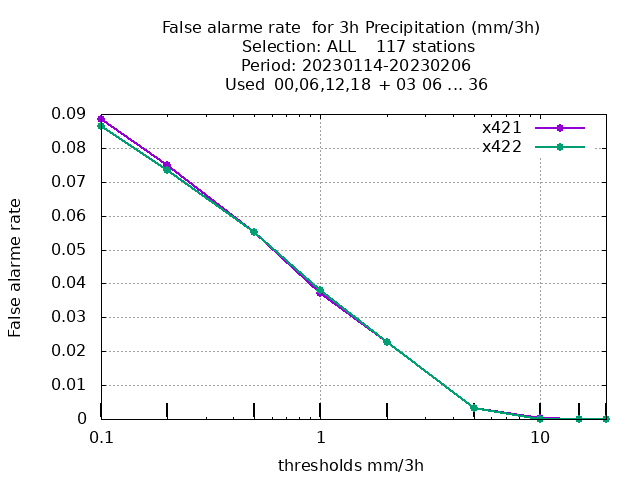 False alarme rate  for 3h Precipitation (mm/3h)
Selection: ALL    117 stations
Period: 20230114-20230206
Used  00,06,12,18  + 03 06 ... 36
x421
x422
0.09
0.08
0.07
0.06
0.05
0.04
0.03
0.02
0.01
0
False alarme rate
0.1 1 10
thresholds mm/3h